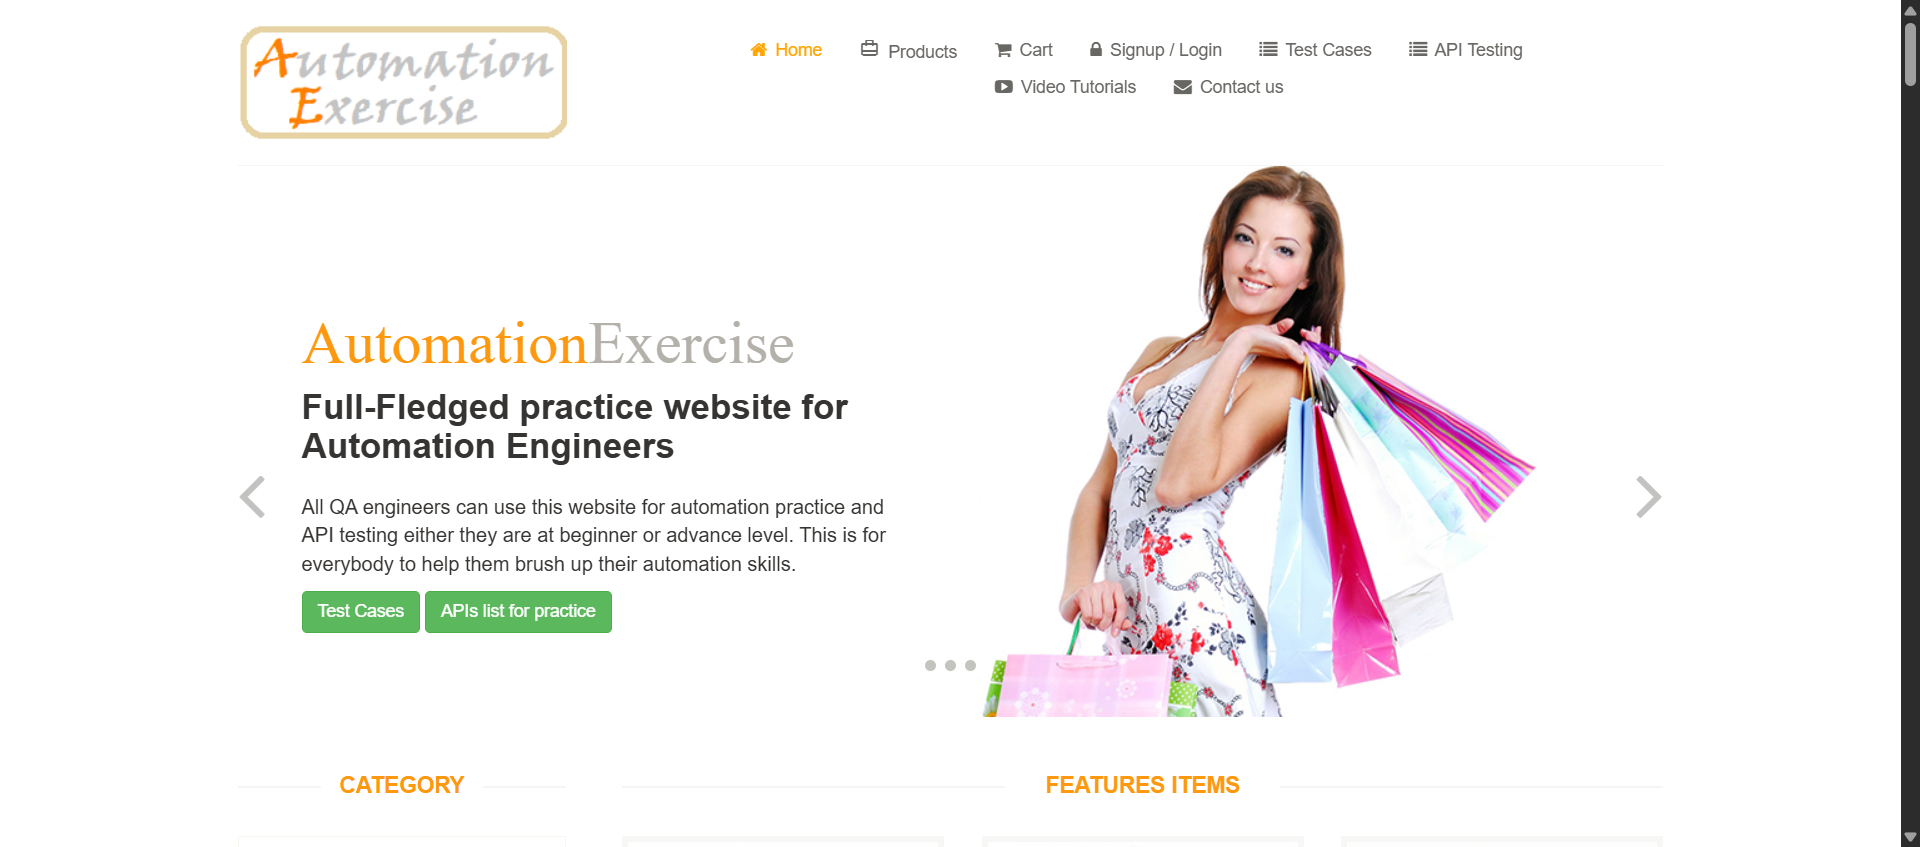 Automation
Exercise
Home Products Cart Signup / Login Test Cases API Testing
Video Tutorials Contact us
AutomationExercise
Full-Fledged practice website for
Automation Engineers
All QA engineers can use this website for automation practice and
API testing either they are at beginner or advance level. This is for
everybody to help them brush up their automation skills.
Test Cases APIs list for practice
CATEGORY
FEATURES ITEMS